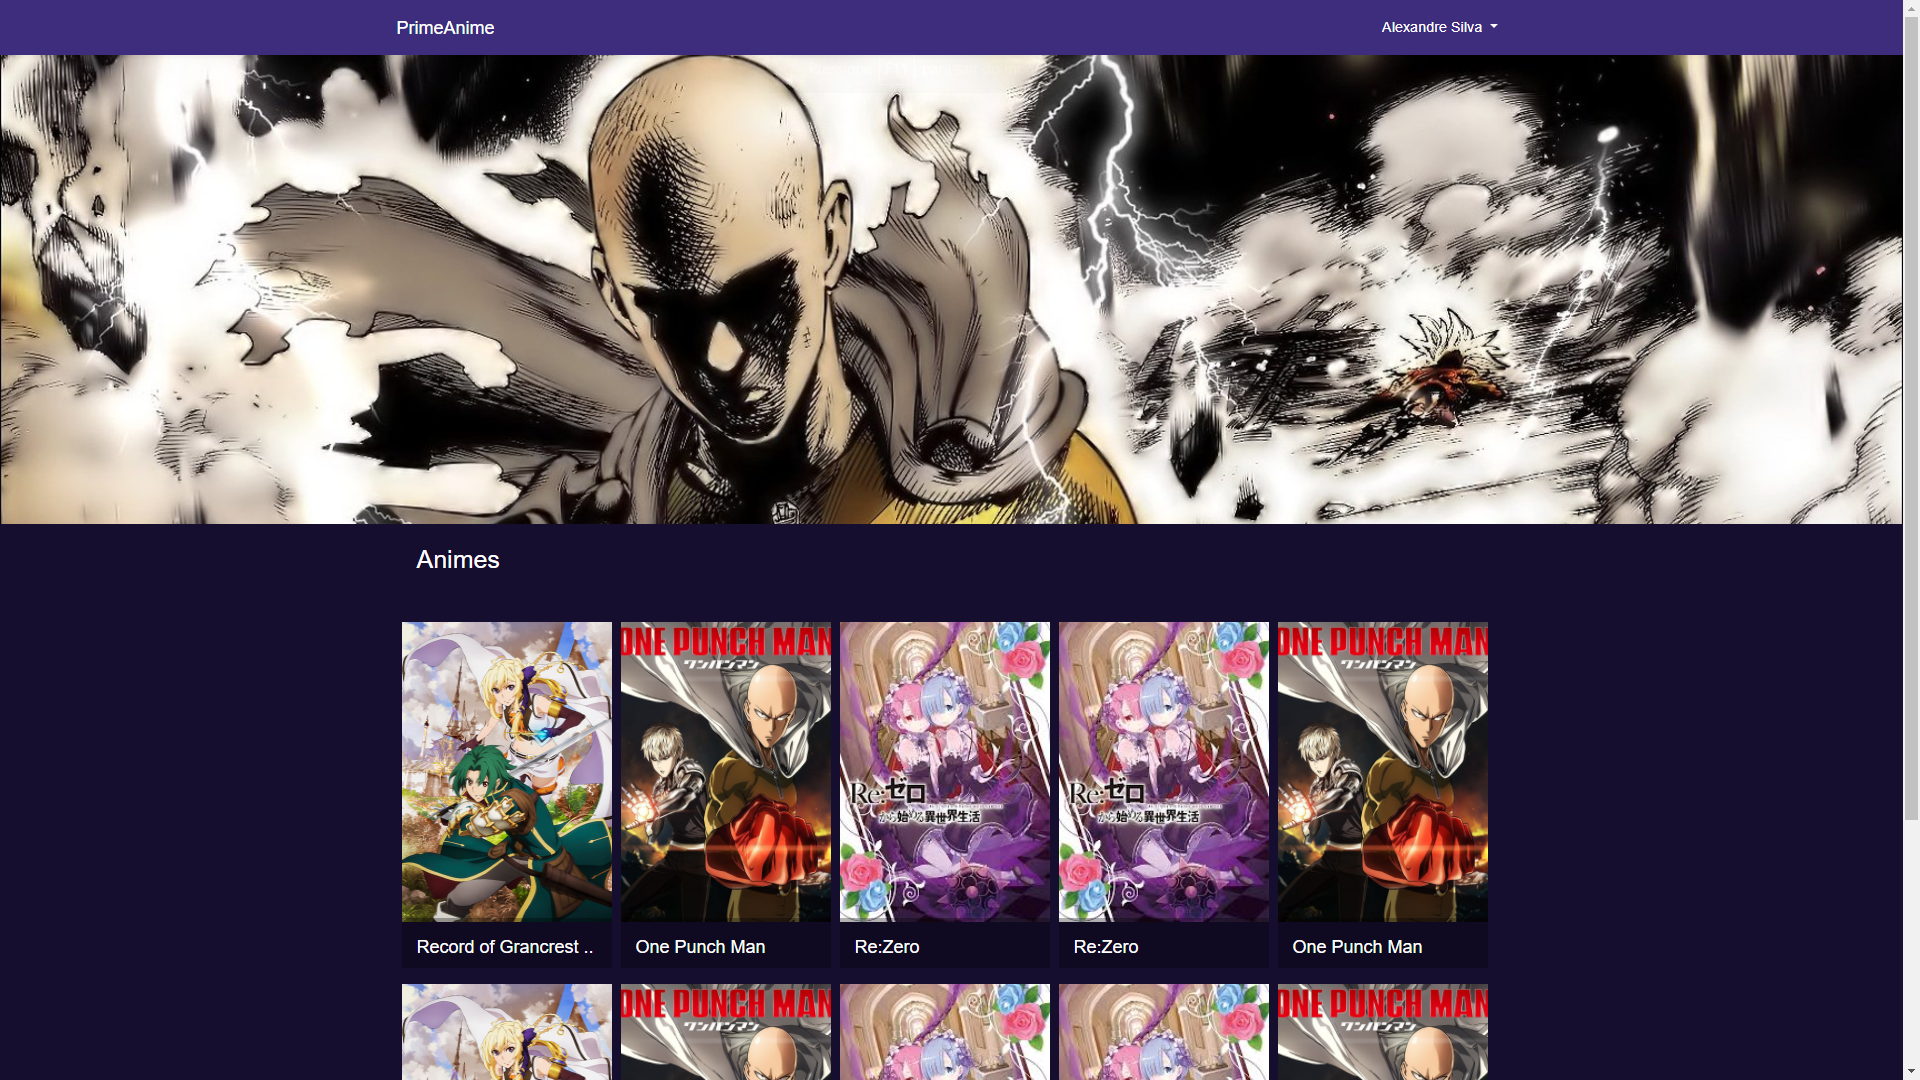 PrimeAnime
Alexandre Silva
Animes
ONE PUNCH MAN
ワンパンマン
Re:ゼロ
から始める異世界生活
Re:ゼロ
から始める異世界生活
ONE PUNCH MAN
ワンパンマン
Record of Grancrest ..
One Punch Man
Re:Zero
Re:Zero
One Punch Man
ONE PUNCH MAN
ワンパンマン
ONE PUNCH MAN
ワンパンマン